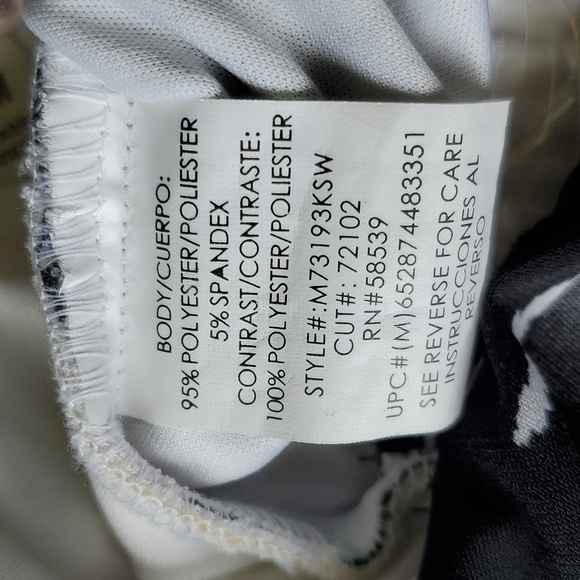 BODY/CUERPO:
95% POLYESTER/POLIESTER
5% SPANDEX
CONTRAST/CONTRASTE:
100% POLYESTER/POLIESTER
STYLE#:M73193KSW
CUT#: 72102
RN#58539
UPC#(M)652874483351
SEE REVERSE FOR CARE
INSTRUCCIONES AL
REVERSO